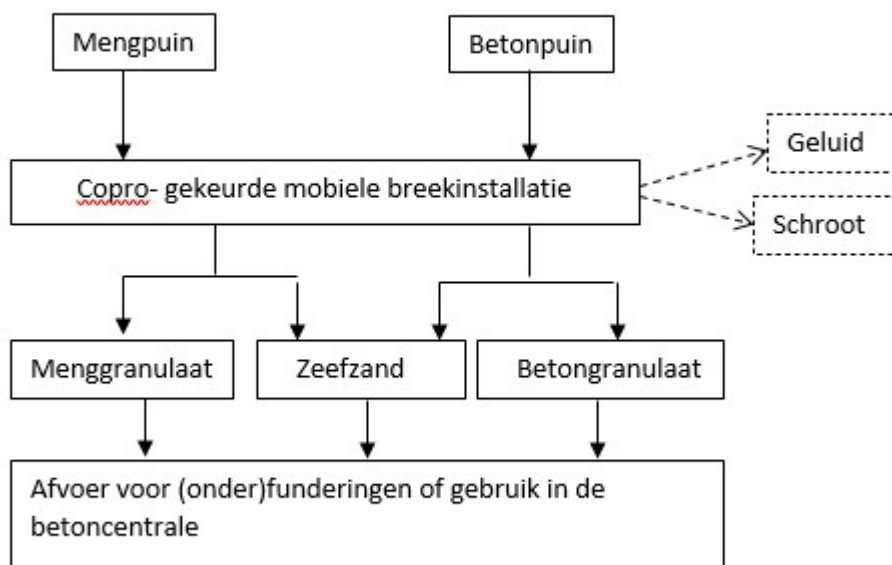 Mengpuin
Betonpuin
Geluid
Copro- gekeurde mobiele breekinstallatie
Schroot
Menggranulaat
Zeefzand
Betongranulaat
Afvoer voor (onder)funderingen of gebruik in de
betoncentrale